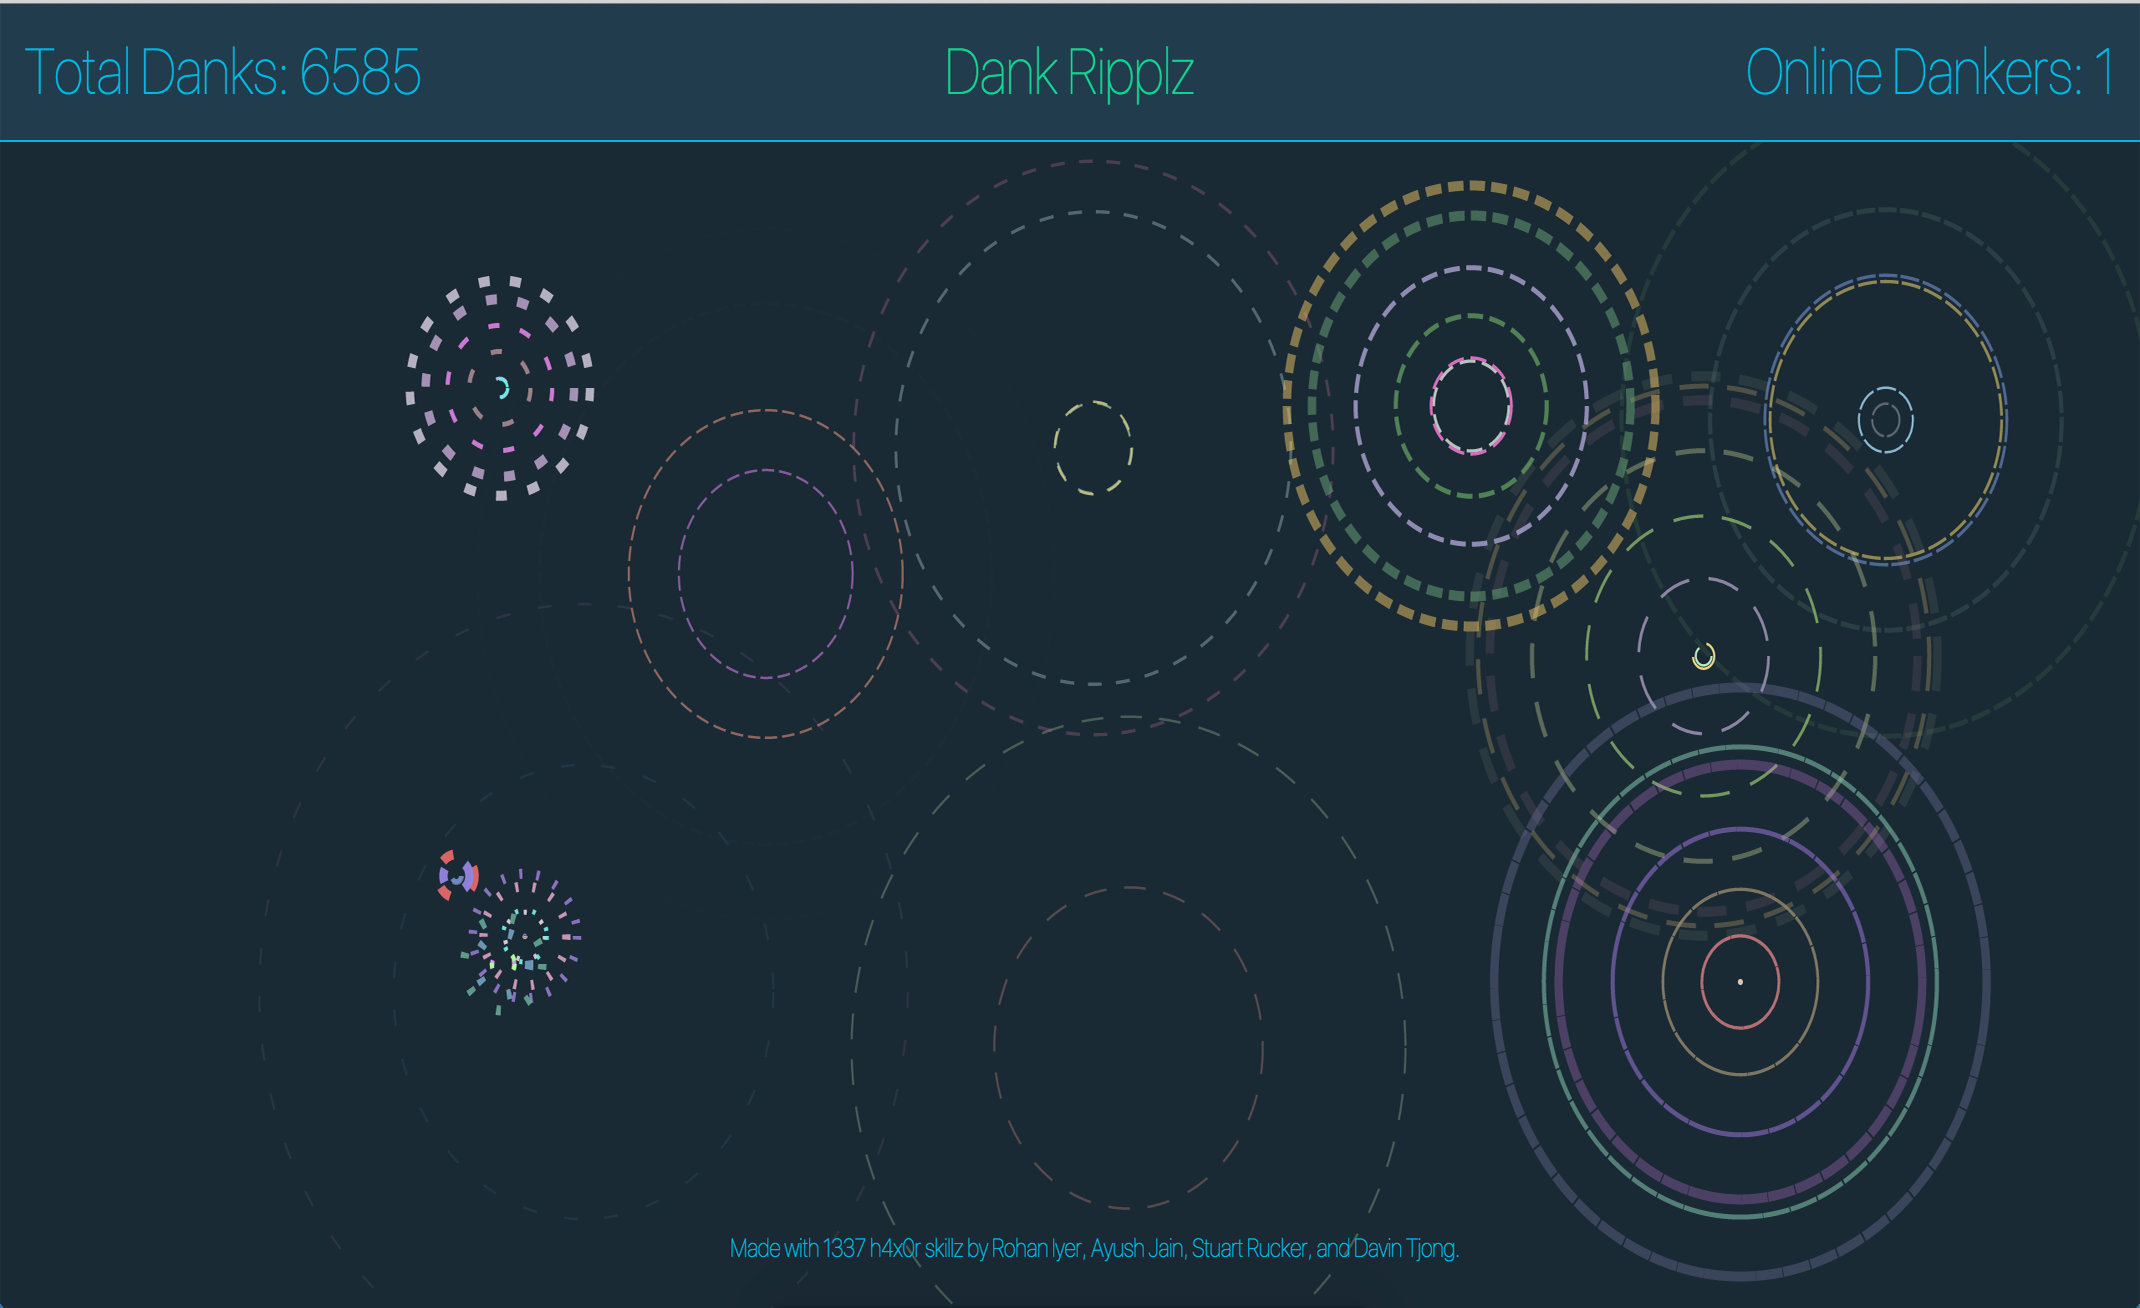 Total Danks: 6585
Dank Ripplz
Online Dankers: 1
Made with 1337 h4x0r skillz by Rohan Iyer, Ayush Jain, Stuart Rucker, and Davin Tjong.